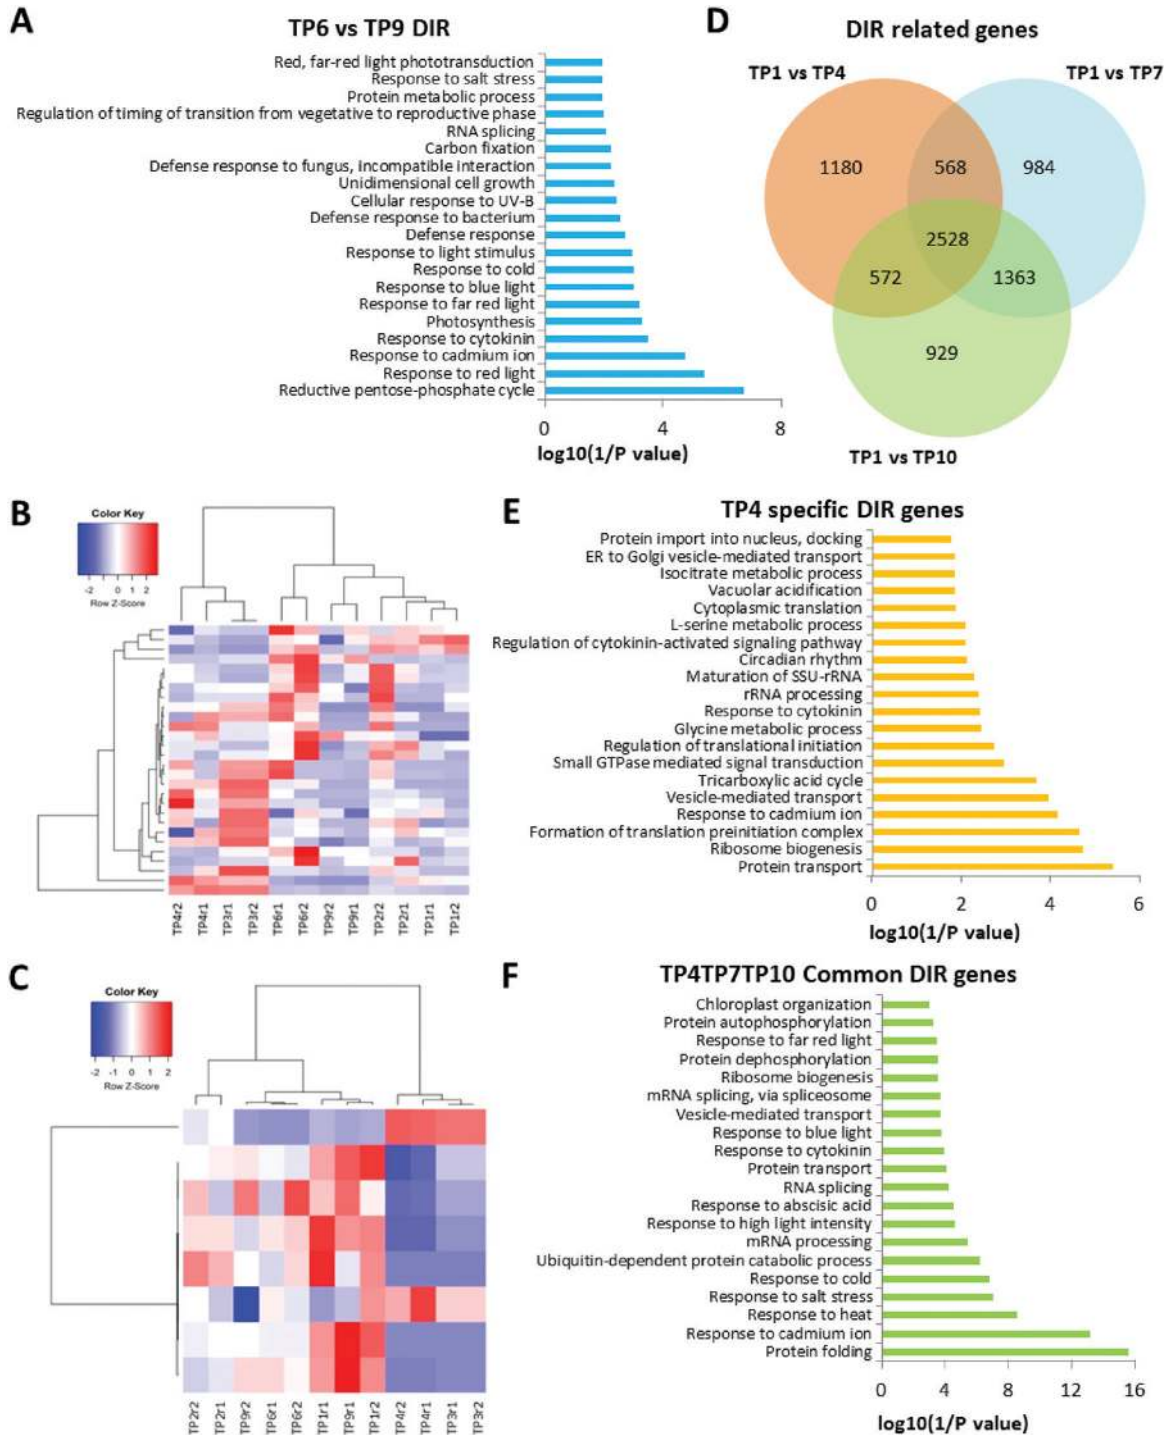 A
TP6 vs TP9 DIR
Red, far-red light phototransduction
Response to salt stress
Protein metabolic process
Regulation of timing of transition from vegetative to reproductive phase
RNA splicing
Carbon fixation
Defense response to fungus, incompatible interaction
Unidimensional cell growth
Cellular response to UV-B
Defense response to bacterium
Defense response
Response to light stimulus
Response to cold
Response to blue light
Response to far red light
Photosynthesis
Response to cytokinin
Response to cadmium ion
Response to red light
Reductive pentose-phosphate cycle
0 4 8
log10(1/P value)
D
DIR related genes
TP1 vs TP4
TP1 vs TP7
1180 568 984
2528
572 1363
929
TP1 vs TP10
B
Color Key
-2 0 1 2
Row Z-Score
TP4r2 TP4r1 TP3r1 TP3r2 TP6r1 TP6r2 TP9r2 TP9r1 TP2r2 TP2r1 TP1r1 TP1r2
E
TP4 specific DIR genes
Protein import into nucleus, docking
ER to Golgi vesicle-mediated transport
Isocitrate metabolic process
Vacuolar acidification
Cytoplasmic translation
L-serine metabolic process
Regulation of cytokinin-activated signaling pathway
Circadian rhythm
Maturation of SSU-rRNA
rRNA processing
Response to cytokinin
Glycine metabolic process
Regulation of translational initiation
Small GTPase mediated signal transduction
Tricarboxylic acid cycle
Vesicle-mediated transport
Response to cadmium ion
Formation of translation preinitiation complex
Ribosome biogenesis
Protein transport
0 2 4 6
log10(1/P value)
C
Color Key
-2 -1 0 1 2
Row Z-Score
TP2r2 TP2r1 TP9r2 TP6r1 TP6r2 TP1r1 TP9r1 TP1r2 TP4r2 TP4r1 TP3r1 TP3r2
F
TP4TP7TP10 Common DIR genes
Chloroplast organization
Protein autophosphorylation
Response to far red light
Protein dephosphorylation
Ribosome biogenesis
mRNA splicing, via spliceosome
Vesicle-mediated transport
Response to blue light
Response to cytokinin
Protein transport
RNA splicing
Response to abscisic acid
Response to high light intensity
mRNA processing
Ubiquitin-dependent protein catabolic process
Response to cold
Response to salt stress
Response to heat
Response to cadmium ion
Protein folding
0 4 8 12 16
log10(1/P value)